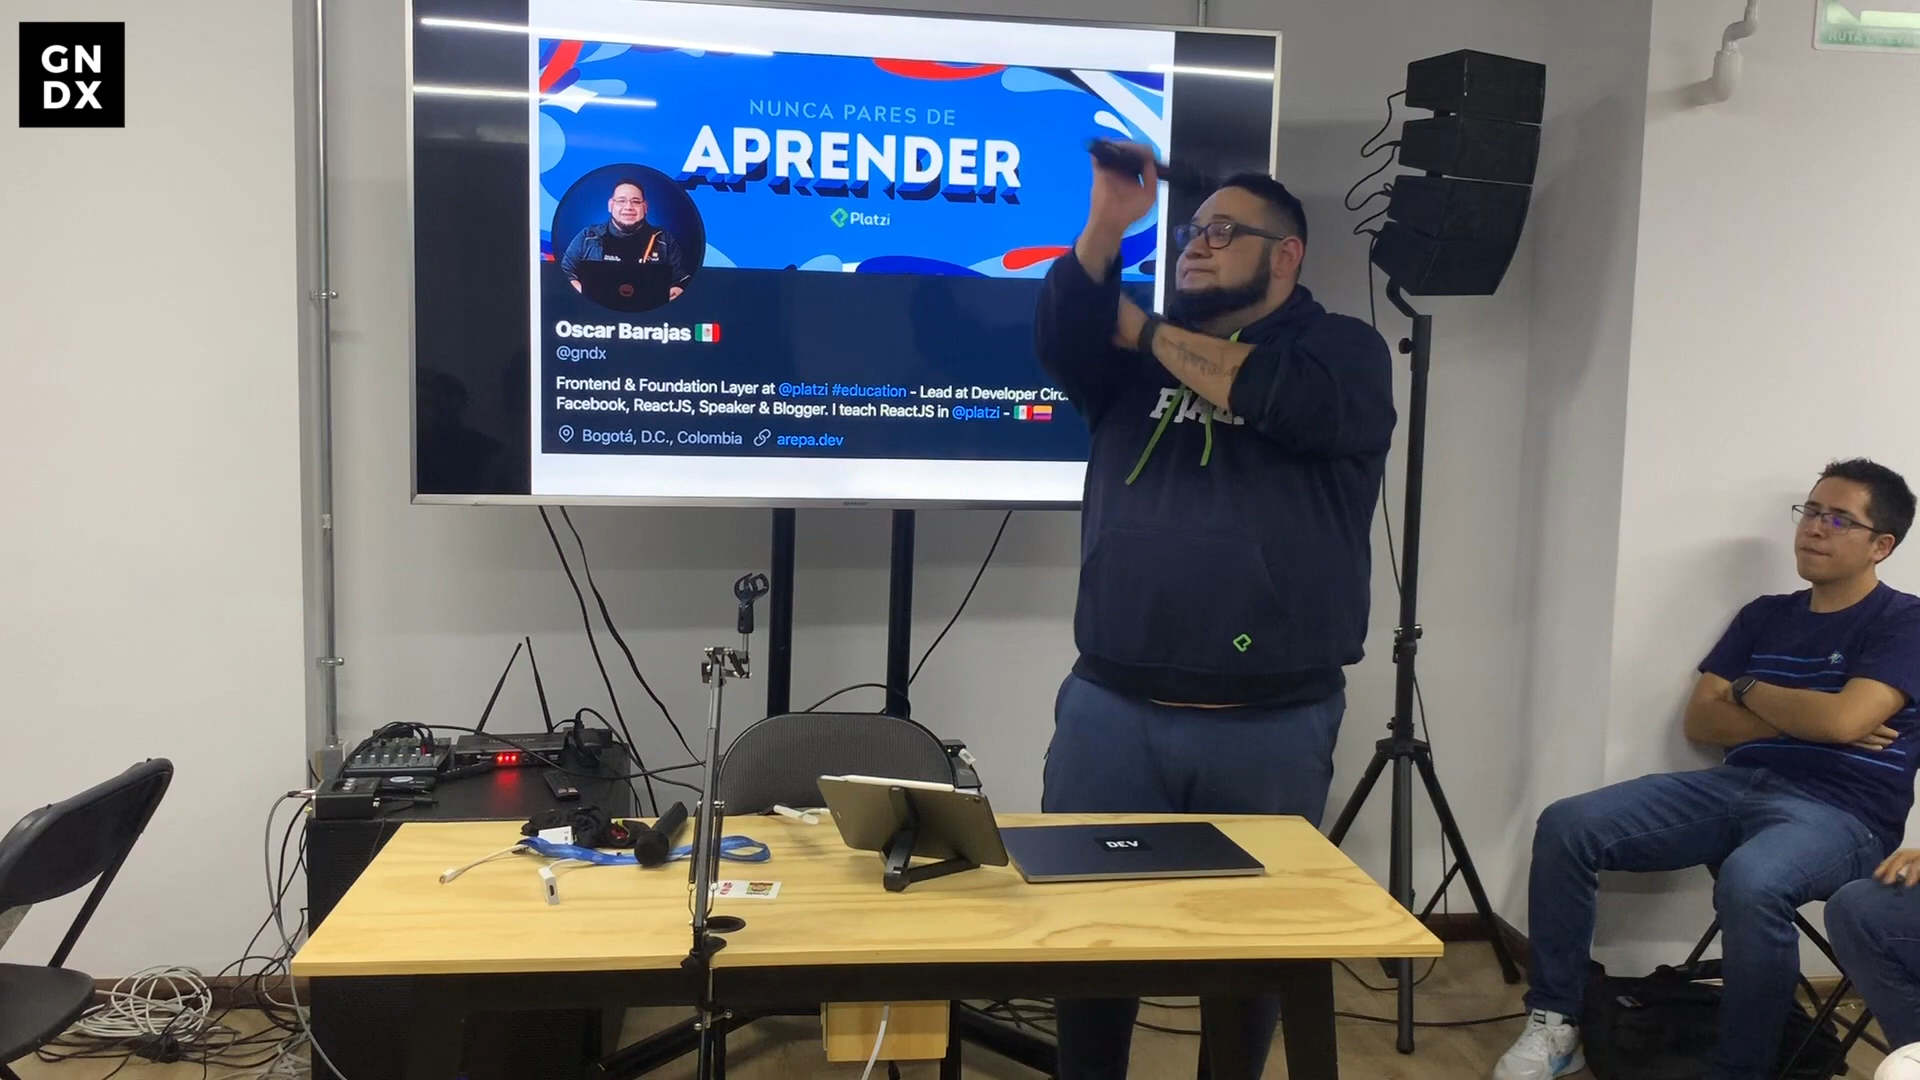 GN
DX
NUNCA PARES DE
APRENDER
Platzi
Oscar Barajas
@gndx
Frontend & Foundation Layer at @platzi #education - Lead at Developer
Facebook, ReactJS, Speaker & Blogger. I teach ReactJS in @platzi -
Bogotá, D.C., Colombia arepa.dev
DEV